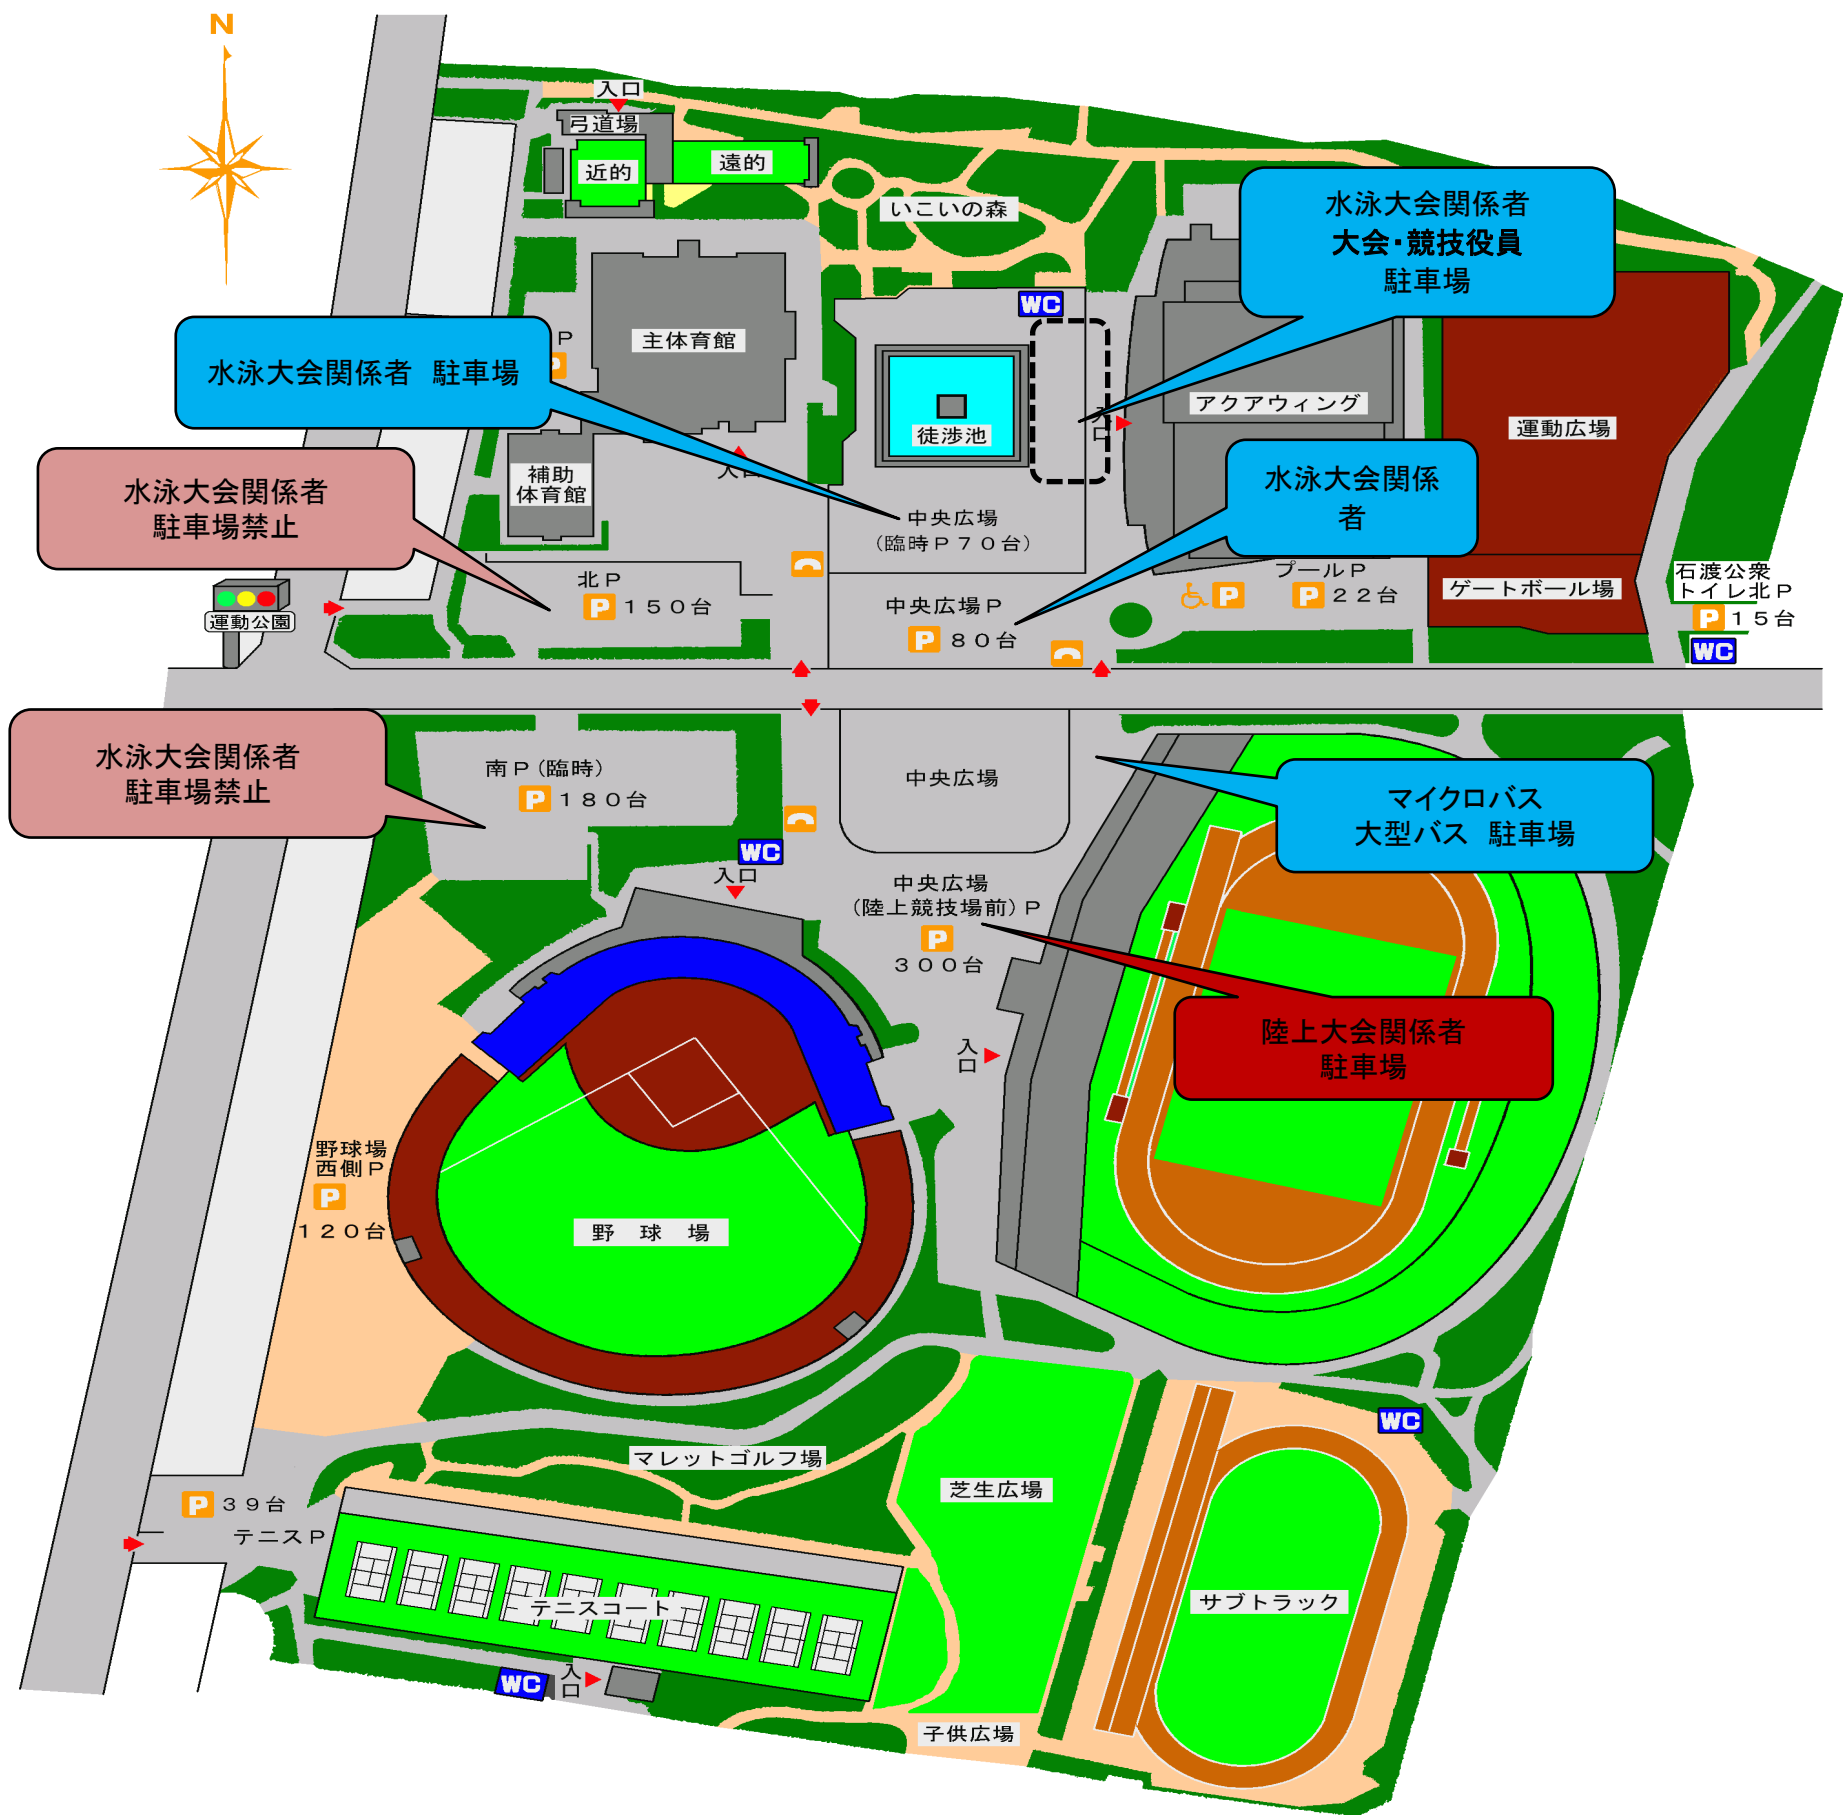 N
入口
弓道場
近的
遠的
いこいの森
水泳大会関係者
大会・競技役員
駐車場
WC
P
主体育館
水泳大会関係者 駐車場
アクアウィング
入口
徒渉池
運動広場
入口
補助
体育館
水泳大会関係者
駐車場禁止
水泳大会関係
者
中央広場
(臨時P70台)
北P
P 150台
中央広場P
P 80台
プールP
P
P 22台
ゲートボール場
石渡公衆
トイレ北P
P 15台
WC
運動公園
水泳大会関係者
駐車場禁止
南P(臨時)
P 180台
中央広場
マイクロバス
大型バス 駐車場
WC
入口
中央広場
(陸上競技場前)P
P
300台
陸上大会関係者
駐車場
入口
野球場
西側P
P
120台
野球場
WC
マレットゴルフ場
芝生広場
P 39台
テニスP
テニスコート
サブトラック
WC
入口
子供広場